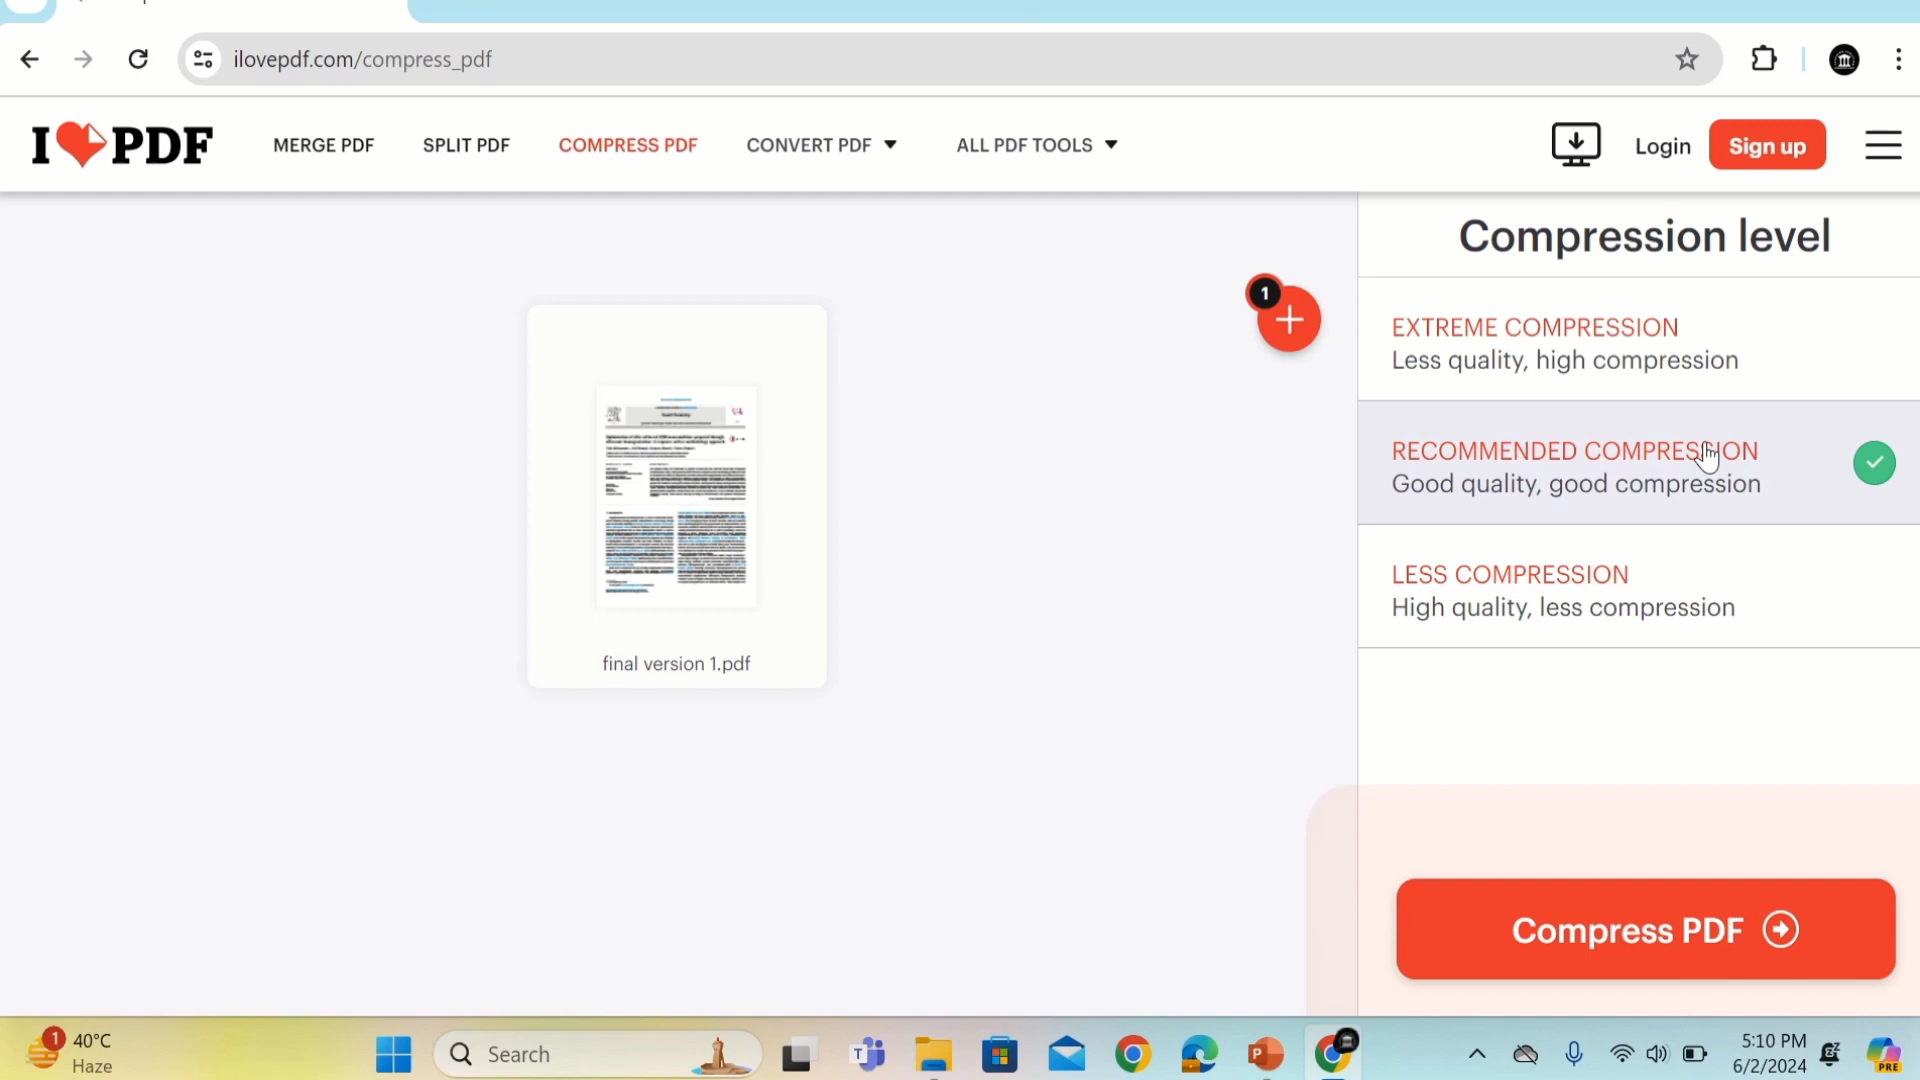 ilovepdf.com/compress_pdf
I PDF
MERGE PDF
SPLIT PDF
COMPRESS PDF
CONVERT PDF
ALL PDF TOOLS
Login
Sign up
Compression level
1
EXTREME COMPRESSION
Less quality, high compression
RECOMMENDED COMPRESSION
Good quality, good compression
LESS COMPRESSION
High quality, less compression
final version 1.pdf
Compress PDF
1
40°C
Haze
Search
5:10 PM
6/2/2024
PRE